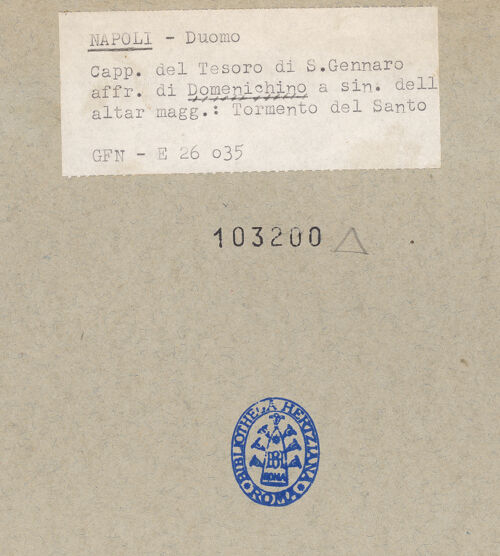 NAPOLI - Duomo
Capp. del Tesoro di S.Gennaro
affr. di Domenichino a sin. dell
altar magg.: Tormento del Santo
GFN - E 26 035
103200
BIBLIOTHECA HERTZIANA
ROMA